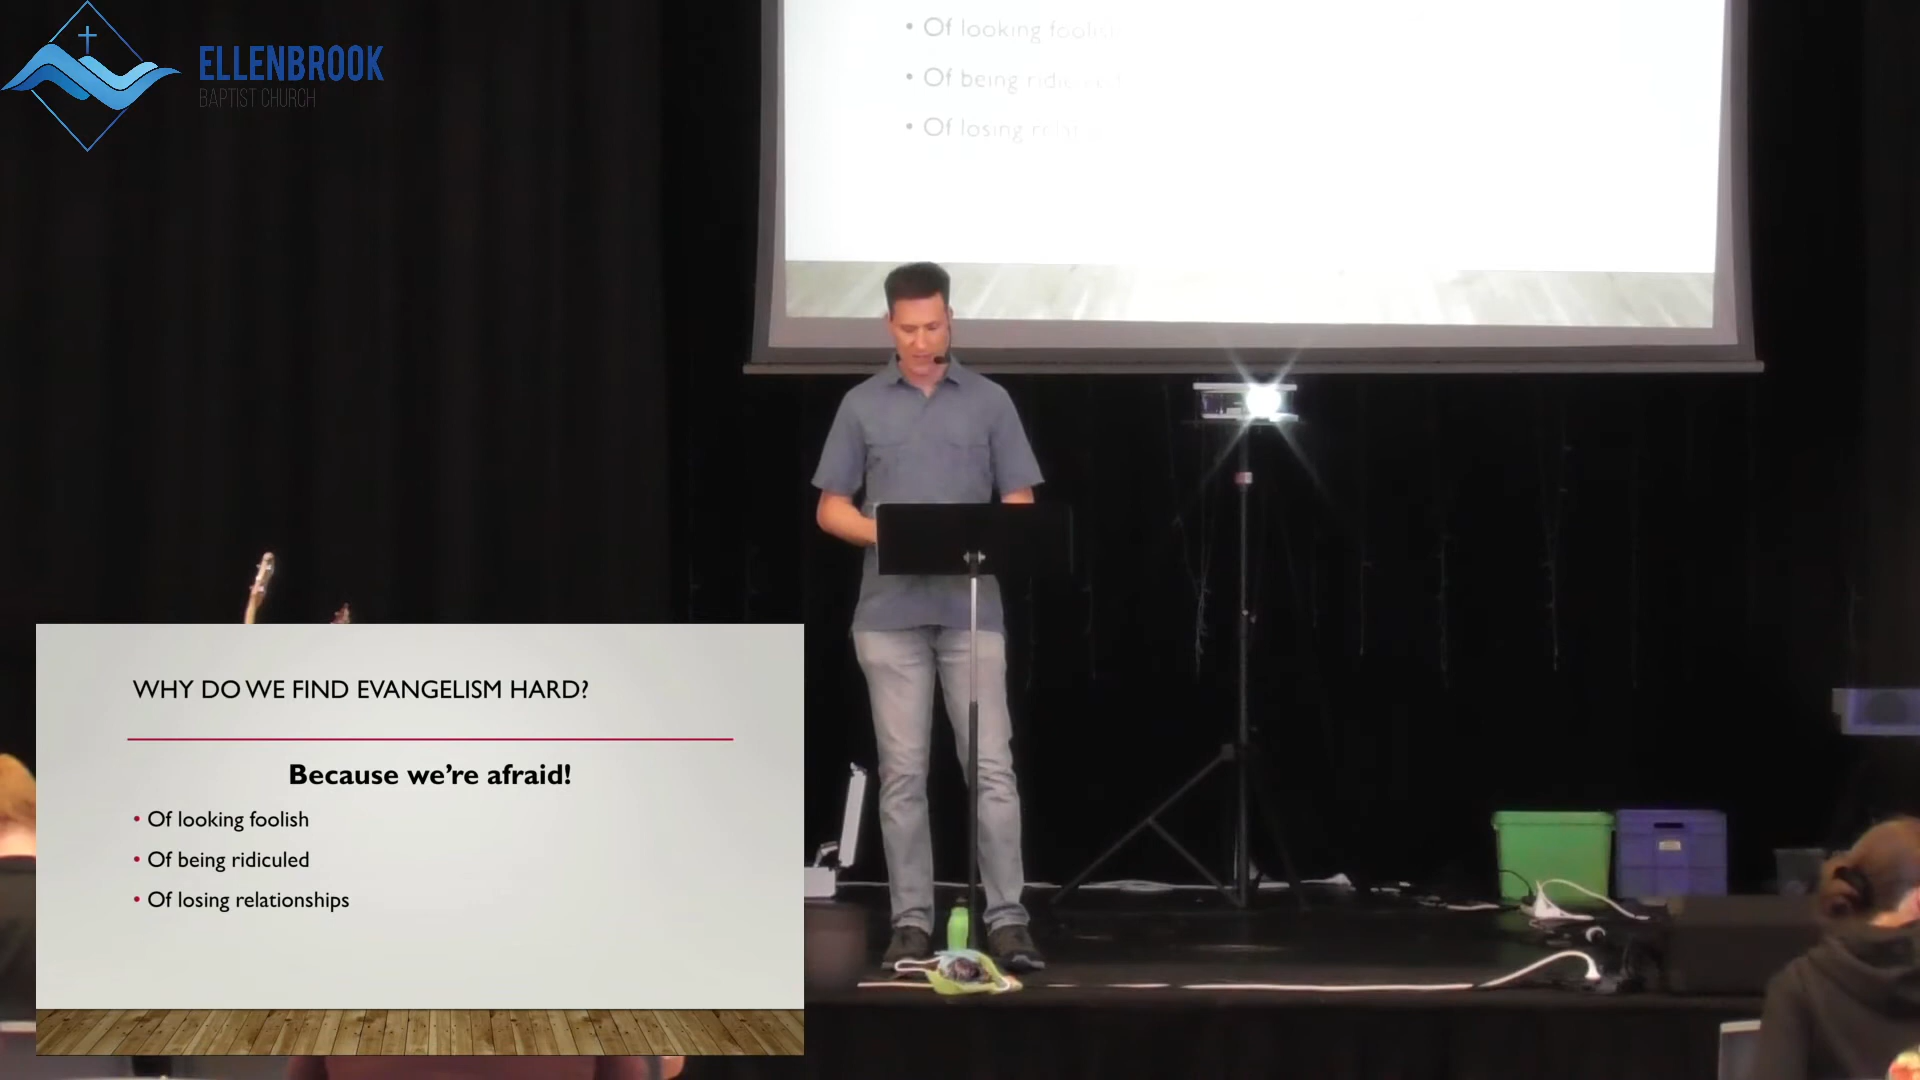 ELLENBROOK
BAPTIST CHURCH
• Of looking foolish
• Of being
• Of losing
WHY DO WE FIND EVANGELISM HARD?
Because we’re afraid!
• Of looking foolish
• Of being ridiculed
• Of losing relationships